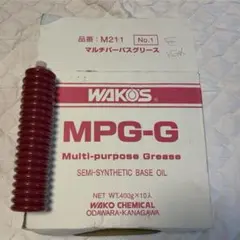 品番：M211 No.1
マルチパーパスグリース
WAKO'S
MPG-G
Multi-purpose Grease
SEMI-SYNTHETIC BASE OIL
NET WT.400g×10入
WAKO CHEMICAL
ODAWARA・KANAGAWA